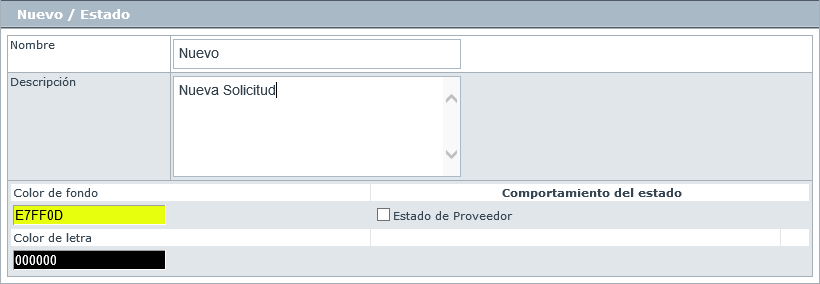 Nuevo / Estado
Nombre
Nuevo
Descripción
Nueva Solicitud
Color de fondo
Comportamiento del estado
E7FF0D
Estado de Proveedor
Color de letra
000000